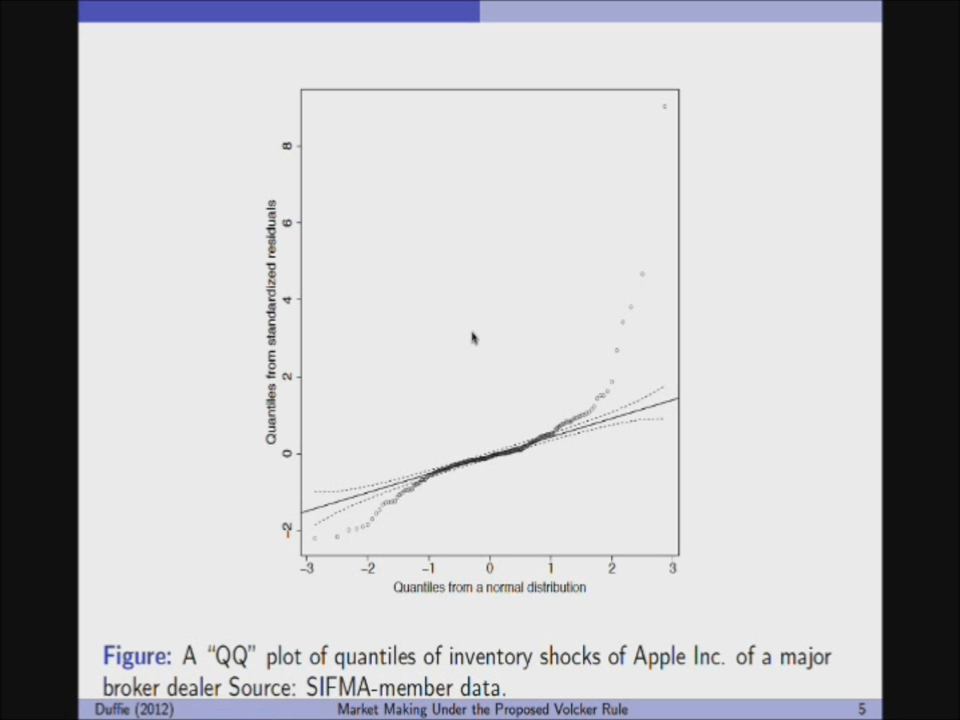 8
6
4
2
0
-2
Quantiles from standardized residuals
-3 -2 -1 0 1 2 3
Quantiles from a normal distribution
Figure: A “QQ” plot of quantiles of inventory shocks of Apple Inc. of a major
broker dealer Source: SIFMA-member data.
Duffie (2012) Market Making Under the Proposed Volcker Rule 5